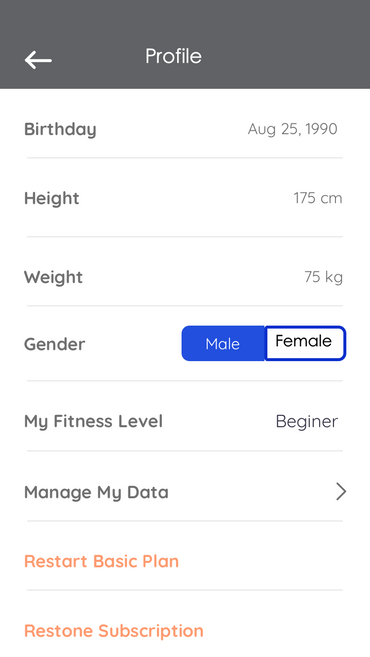 Profile
Birthday Aug 25, 1990
Height 175 cm
Weight 75 kg
Gender Male Female
My Fitness Level Beginer
Manage My Data
Restart Basic Plan
Restone Subscription